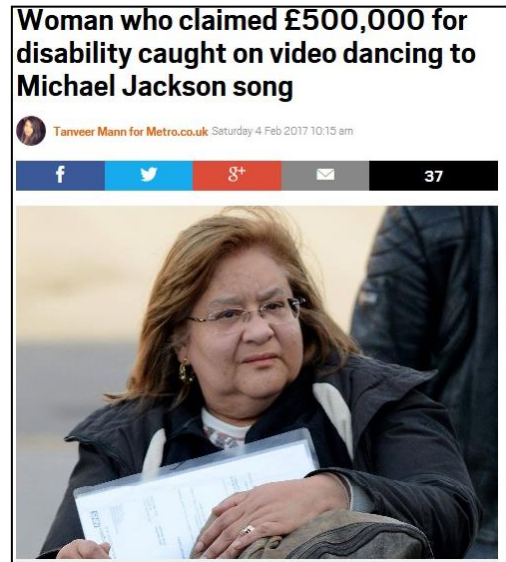 Woman who claimed £500,000 for
disability caught on video dancing to
Michael Jackson song
Tanveer Mann for Metro.co.uk Saturday 4 Feb 2017 10:15 am
f
8+
37